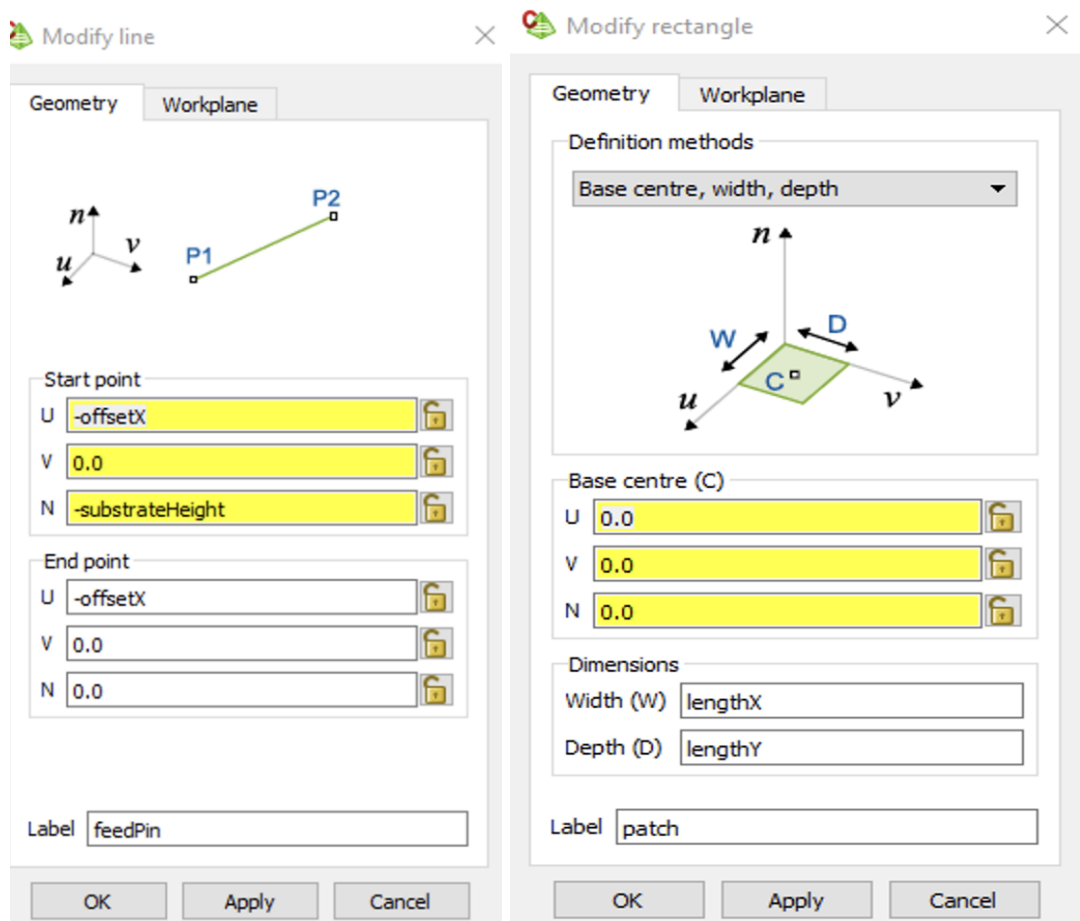 Modify line
Geometry Workplane
n
v
u
P1
P2
Start point
U -offsetX
V 0.0
N -substrateHeight
End point
U -offsetX
V 0.0
N 0.0
Label feedPin
OK Apply Cancel
Modify rectangle
Geometry Workplane
Definition methods
Base centre, width, depth
n
W
D
C
u
v
Base centre (C)
U 0.0
V 0.0
N 0.0
Dimensions
Width (W) lengthX
Depth (D) lengthY
Label patch
OK Apply Cancel